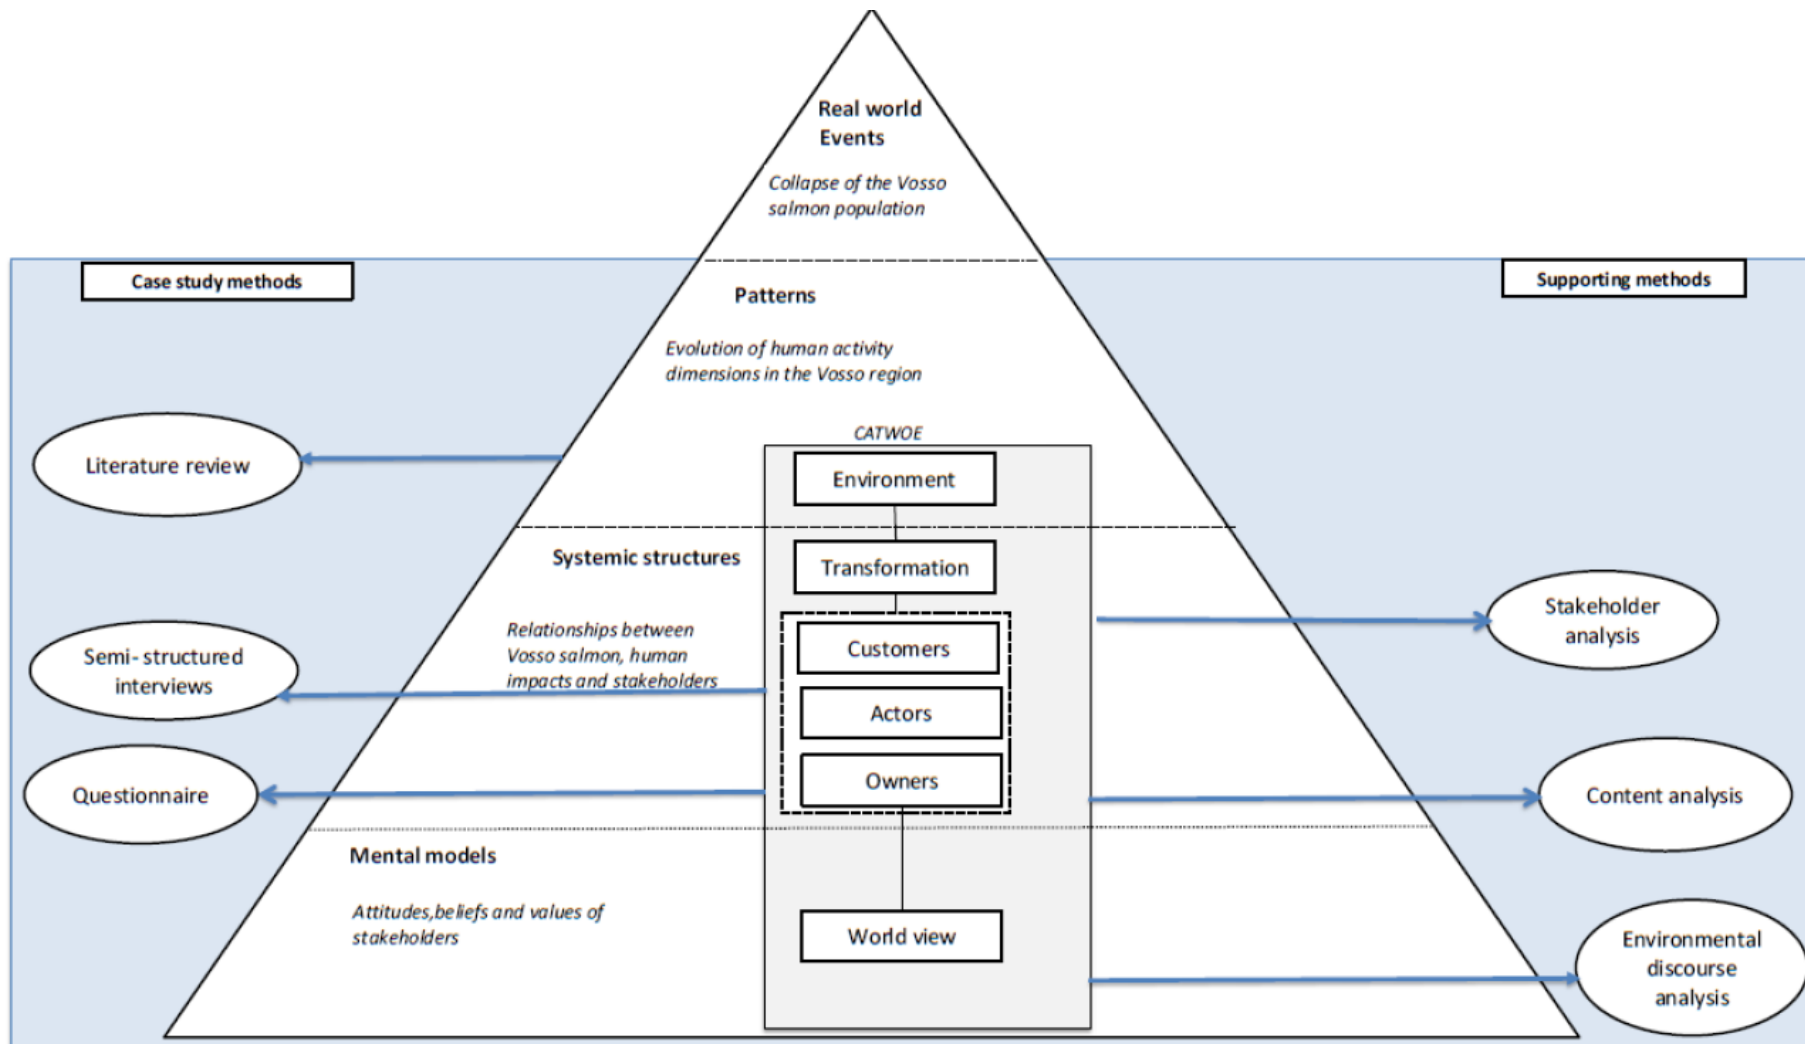 Real world
Events
Collapse of the Vosso
salmon population
Case study methods
Supporting methods
Patterns
Evolution of human activity
dimensions in the Vosso region
CATWOE
Literature review
Environment
Systemic structures
Transformation
Relationships between
Vosso salmon, human
impacts and stakeholders
Semi- structured
interviews
Questionnaire
Customers
Actors
Owners
Stakeholder
analysis
Content analysis
Mental models
Attitudes,beliefs and values of
stakeholders
World view
Environmental
discourse
analysis